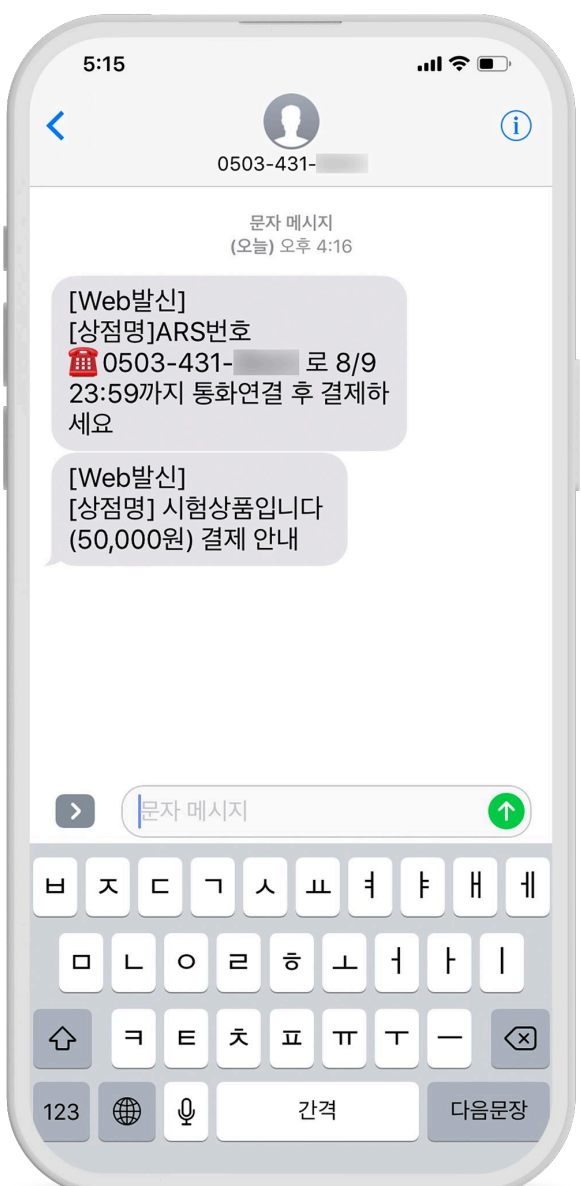 5:15
0503-431-
문자 메시지
(오늘) 오후 4:16
[Web발신]
[상점명]ARS번호
☎️0503-431- 로 8/9
23:59까지 통화연결 후 결제하
세요
[Web발신]
[상점명] 시험상품입니다
(50,000원) 결제 안내
문자 메시지
ㅂ ㅈ ㄷ ㄱ ㅅ ㅛ ㅕ ㅑ ㅐ ㅔ
ㅁ ㄴ ㅇ ㄹ ㅎ ㅗ ㅓ ㅏ ㅣ
ㅋ ㅌ ㅊ ㅍ ㅠ ㅜ ㅡ
123 간격 다음문장